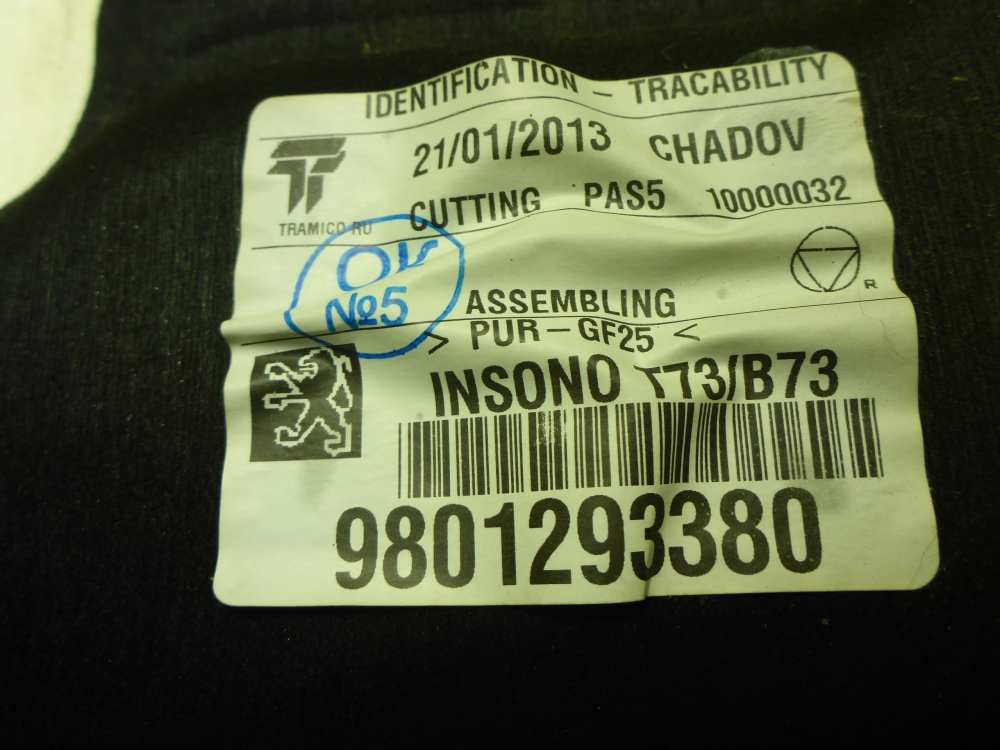 IDENTIFICATION - TRACABILITY
21/01/2013 CHADOV
TRAMICO RU
CUTTING PAS5 10000032
OK
№5
R
ASSEMBLING
> PUR-GF25 <
INSONO T73/B73
9801293380